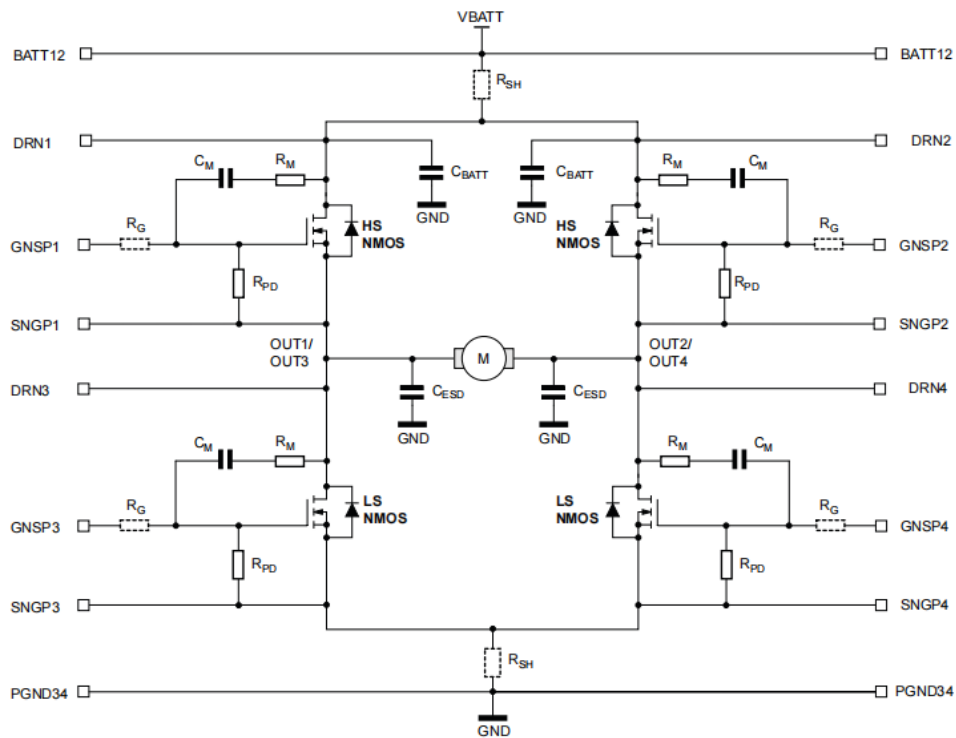 VBATT
BATT12
BATT12
RSH
DRN1
DRN2
CM
RM
CBATT
CBATT
RM
CM
GND
GND
RG
HS
NMOS
HS
NMOS
RG
GNSP1
GNSP2
RPD
RPD
SNGP1
SNGP2
OUT1/
OUT3
M
OUT2/
OUT4
DRN3
DRN4
CESD
CESD
GND
GND
CM
RM
RM
CM
RG
LS
NMOS
LS
NMOS
RG
GNSP3
GNSP4
RPD
RPD
SNGP3
SNGP4
RSH
PGND34
PGND34
GND